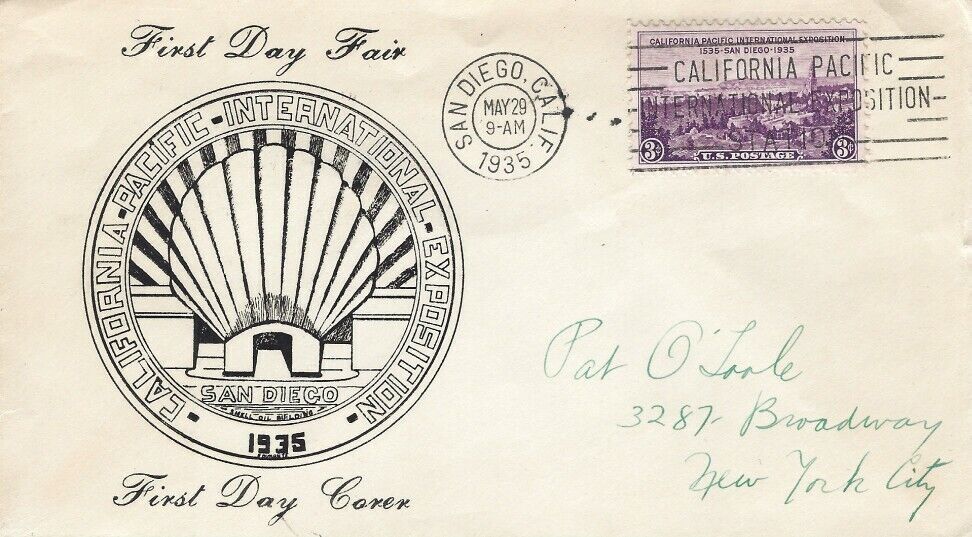 First Day Fair
CALIFORNIA-PACIFIC-INTERNATIONAL-EXPOSITION-
SAN DIEGO
SHELL OIL BUILDING
1935
First Day Cover
SAN DIEGO, CALIF.
MAY 29
9-AM
1935
CALIFORNIA PACIFIC INTERNATIONAL EXPOSITION
1535-SAN DIEGO-1935
3¢ U.S. POSTAGE 3¢
CALIFORNIA PACIFIC
INTERNATIONAL EXPOSITION
STATION
Pat O'Toole
3287 Broadway
New York City